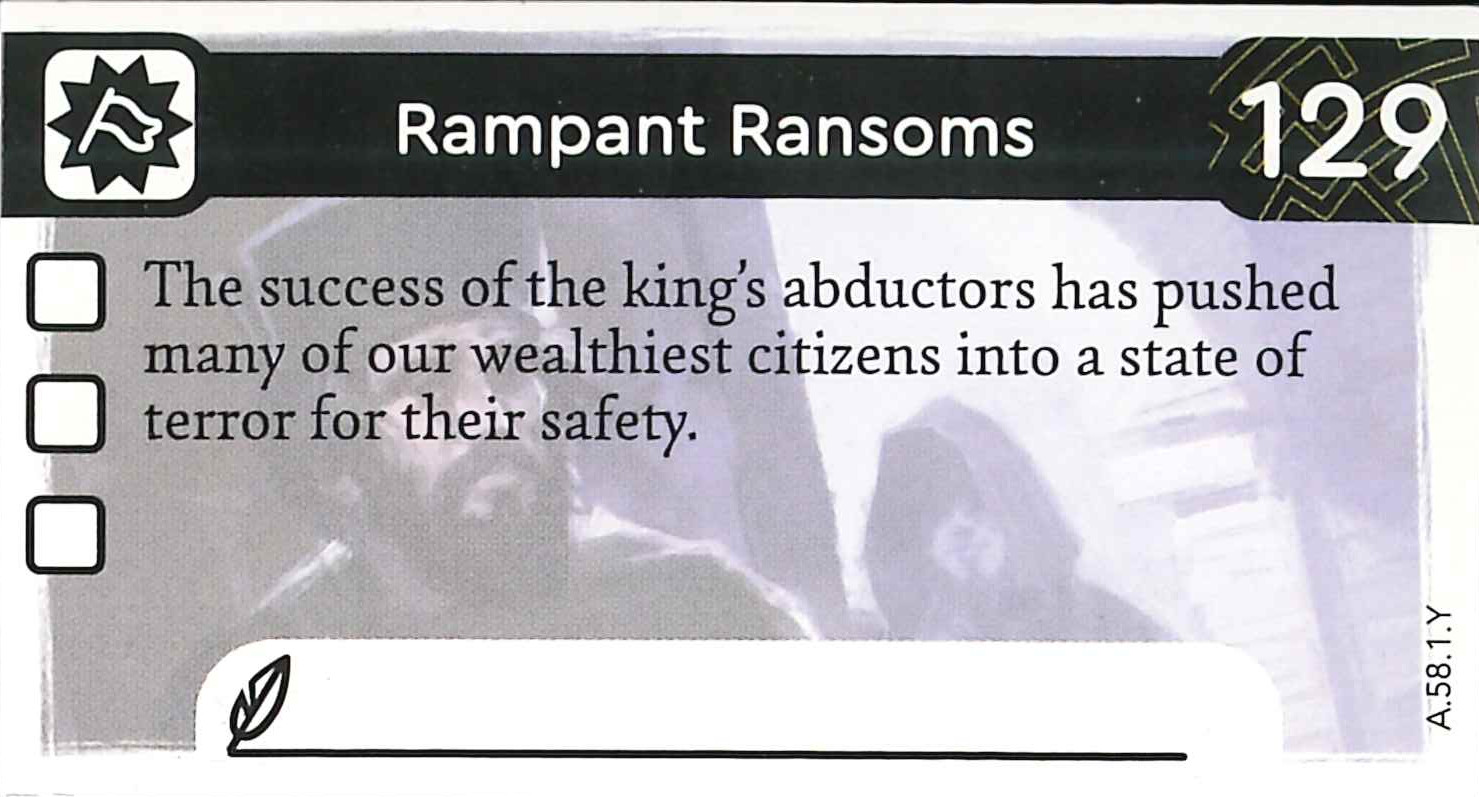 Rampant Ransoms
129
The success of the king's abductors has pushed
many of our wealthiest citizens into a state of
terror for their safety.
A.58.1.Y